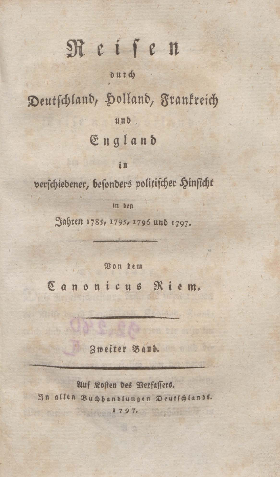 Reisen
durch
Deutschland, Holland, Frankreich
und
England
in
verschiedener, besonders politischer Hinsicht
in den
Jahren 1785, 1795, 1796 und 1797.
Von dem
Canonicus Riem.
Zweiter Band.
Auf Kosten des Verfassers.
In allen Buchhandlungen Deutschlands.
1797.